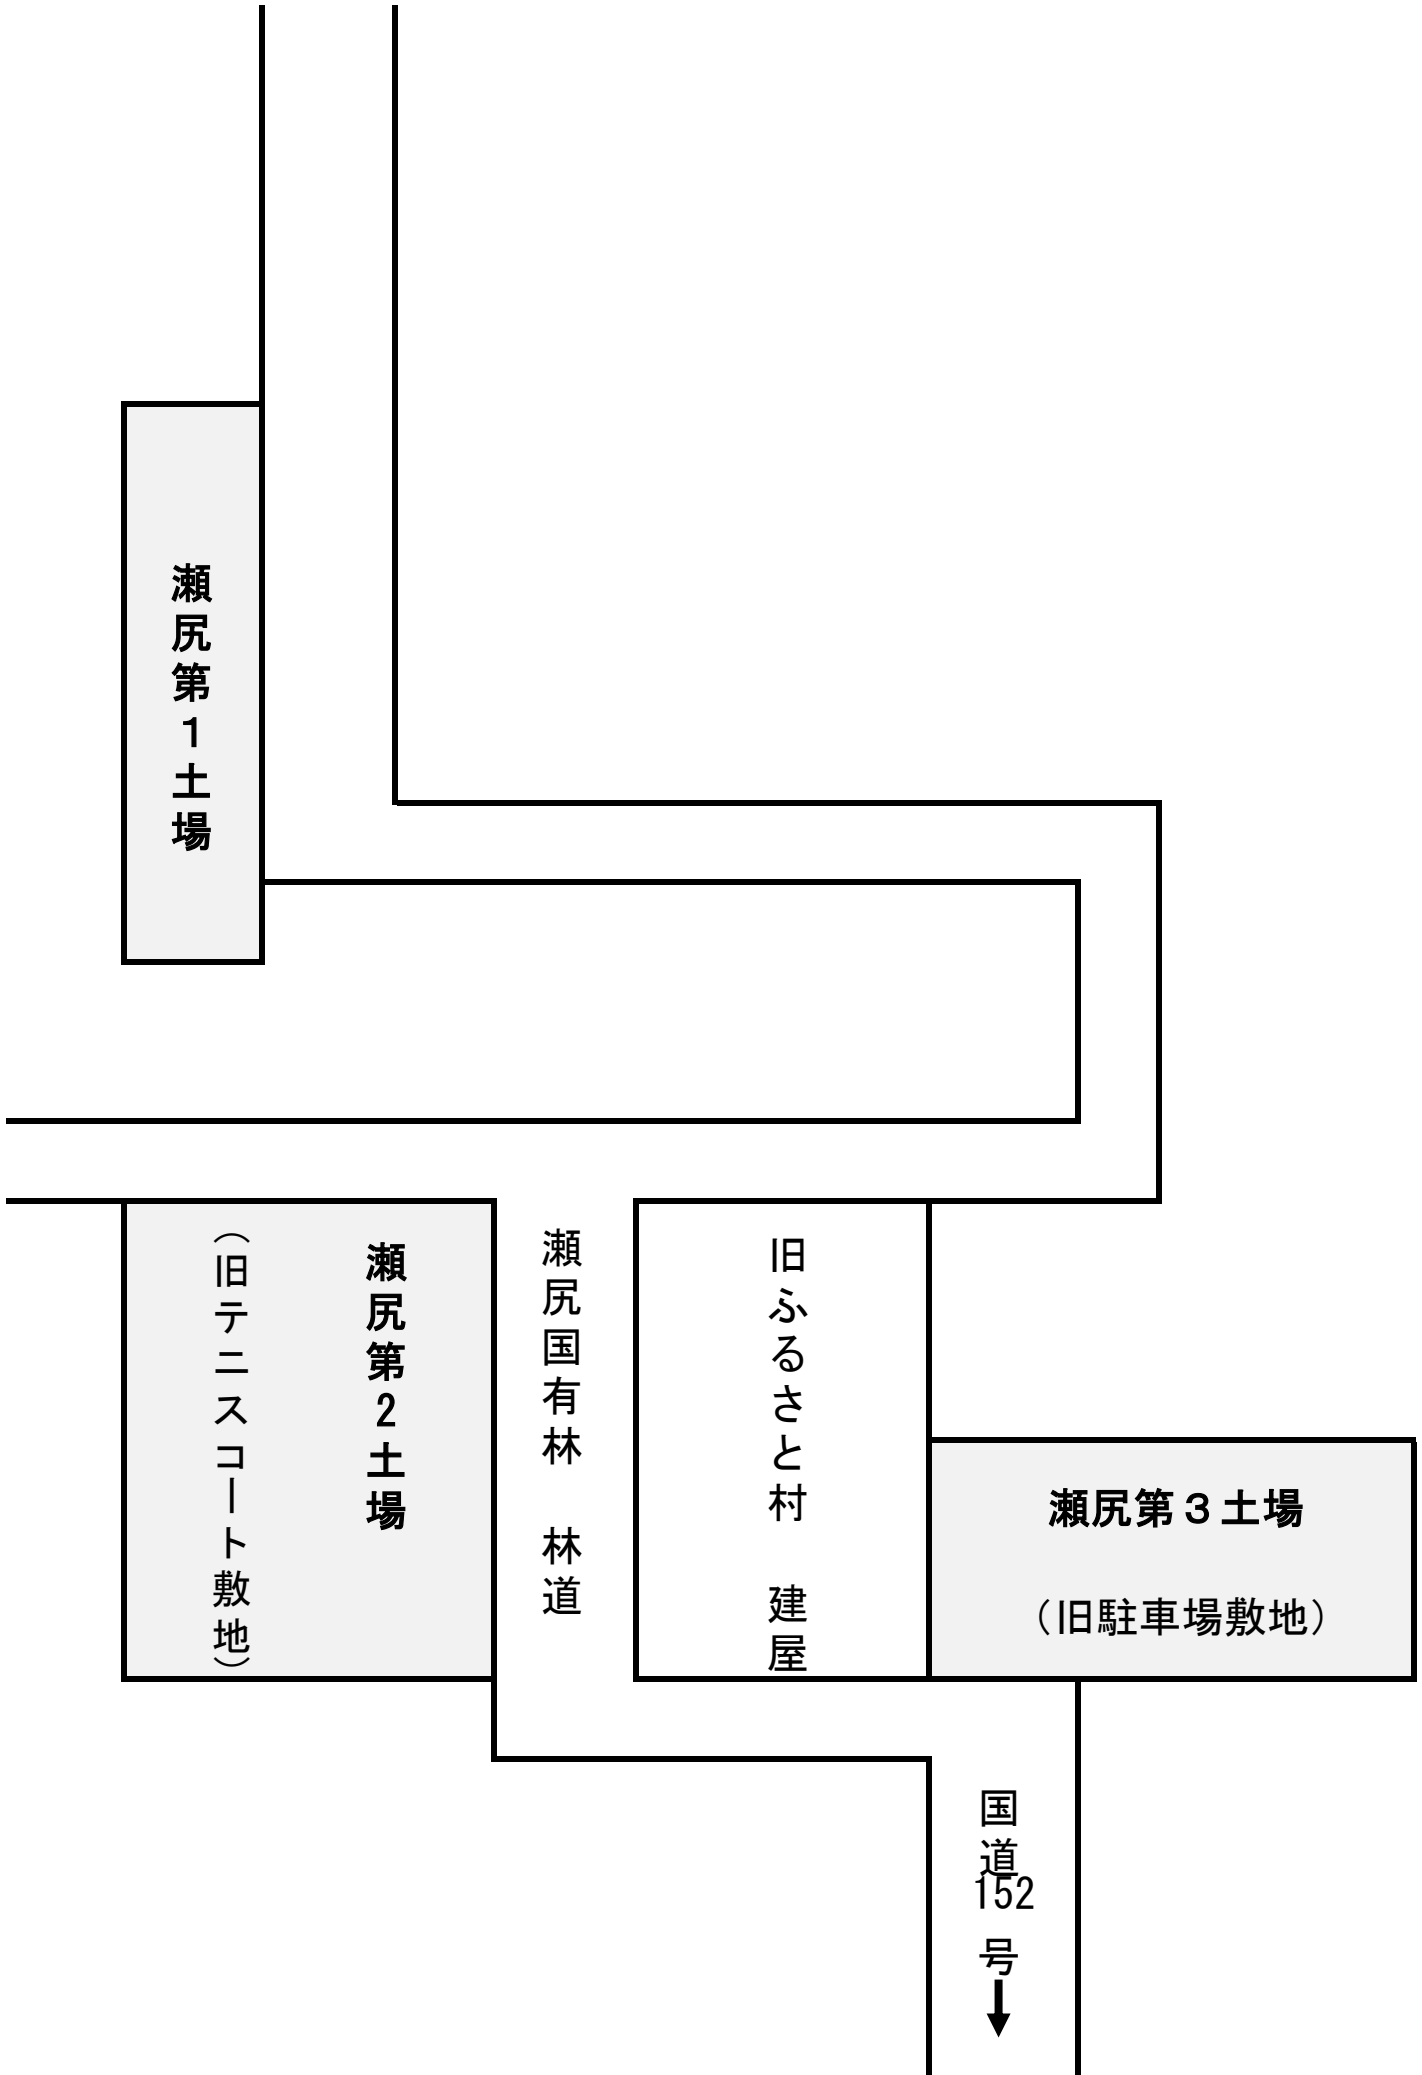 瀬尻第１土場
瀬尻第２土場
（旧テニスコート敷地）
瀬尻国有林　林道
旧ふるさと村　建屋
瀬尻第３土場
（旧駐車場敷地）
国道152号